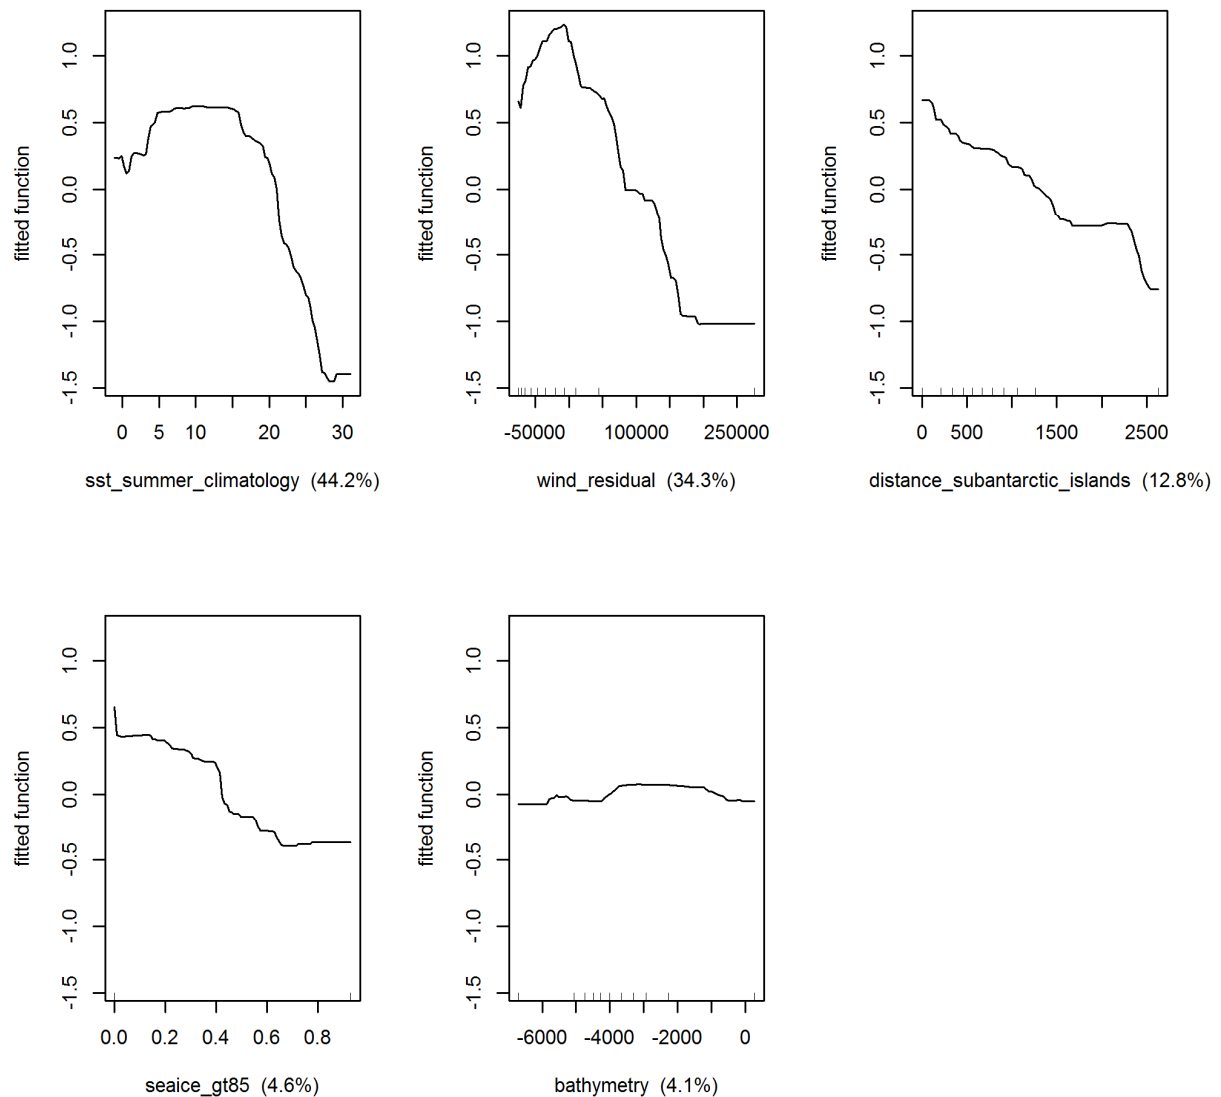 fitted function
1.0
0.5
0.0
-0.5
-1.0
-1.5
0 5 10 20 30
sst_summer_climatology (44.2%)
fitted function
1.0
0.5
0.0
-0.5
-1.0
-1.5
-50000 100000 250000
wind_residual (34.3%)
fitted function
1.0
0.5
0.0
-0.5
-1.0
-1.5
0 500 1500 2500
distance_subantarctic_islands (12.8%)
fitted function
1.0
0.5
0.0
-0.5
-1.0
-1.5
0.0 0.2 0.4 0.6 0.8
seaice_gt85 (4.6%)
fitted function
1.0
0.5
0.0
-0.5
-1.0
-1.5
-6000 -4000 -2000 0
bathymetry (4.1%)